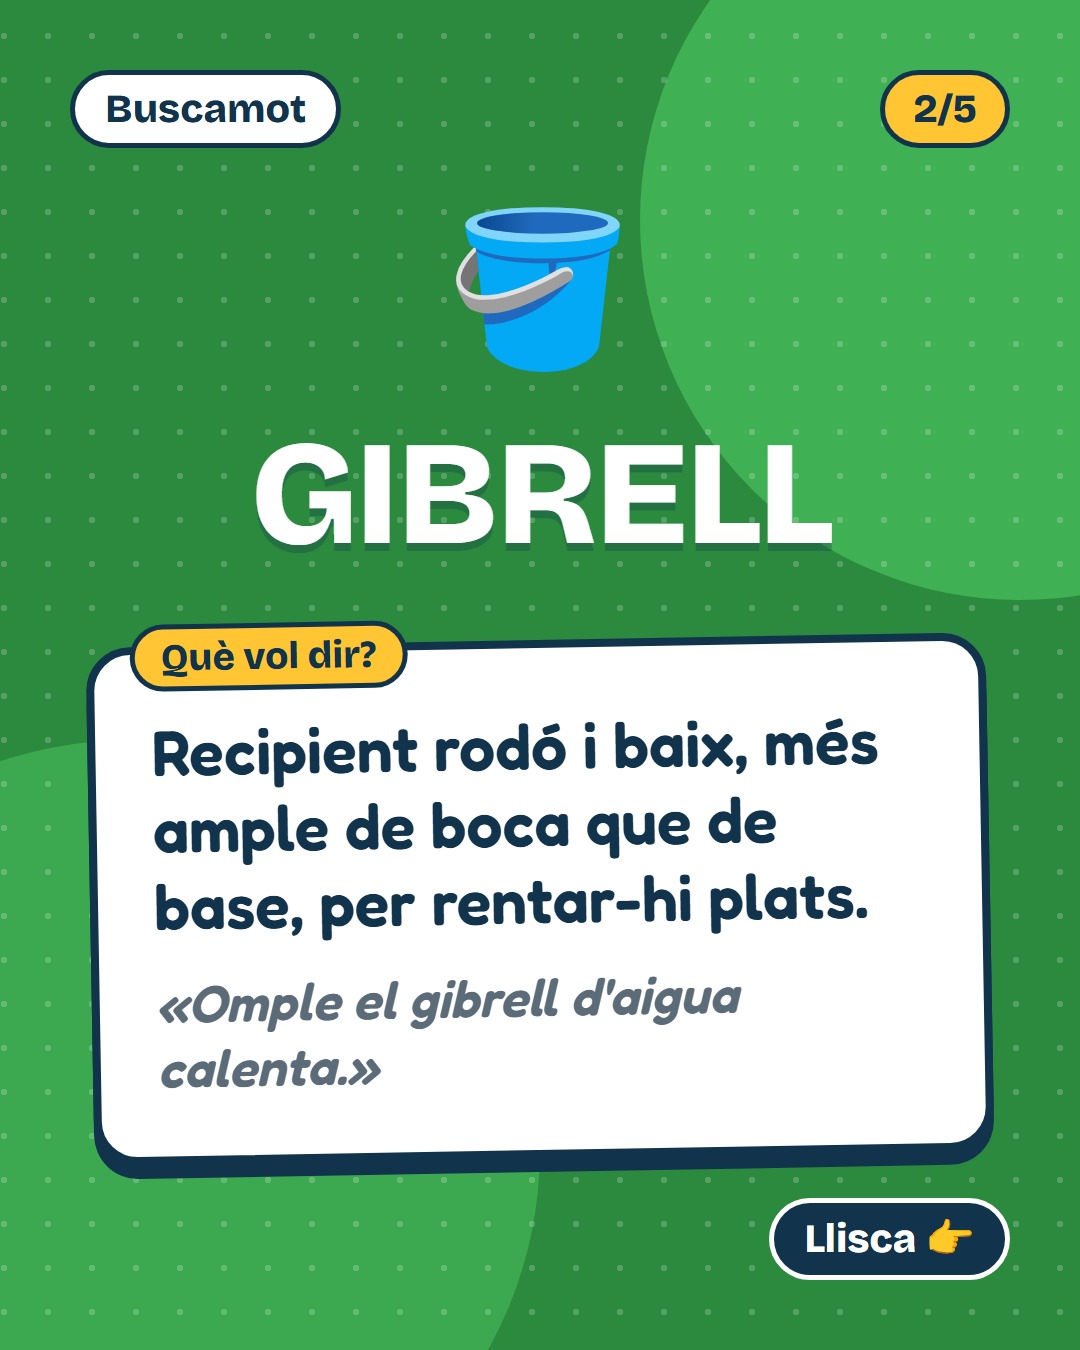 Buscamot
2/5
GIBRELL
Què vol dir?
Recipient rodó i baix, més
ample de boca que de
base, per rentar-hi plats.
«Omple el gibrell d'aigua
calenta.»
Llisca 👉